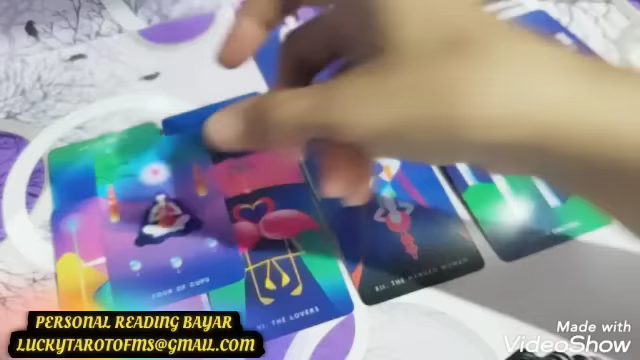 FOUR OF CUPS
VI. THE LOVERS
XII. THE HANGED WOMAN
PERSONAL READING BAYAR
LUCKYTAROTOFMS@GMAIL.COM
Made with
VideoShow